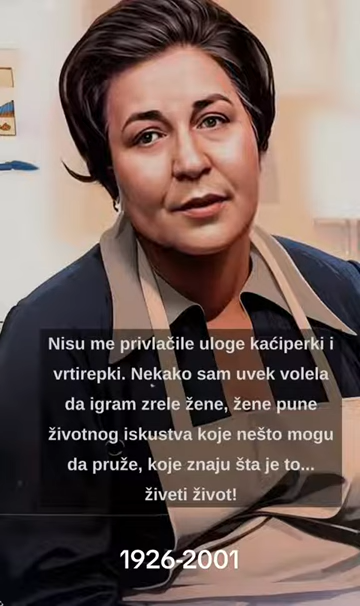 Nisu me privlačile uloge kaćiperki i
vrtirepki. Nekako sam uvek volela
da igram zrele žene, žene pune
životnog iskustva koje nešto mogu
da pruže, koje znaju šta je to...
živeti život!
1926-2001